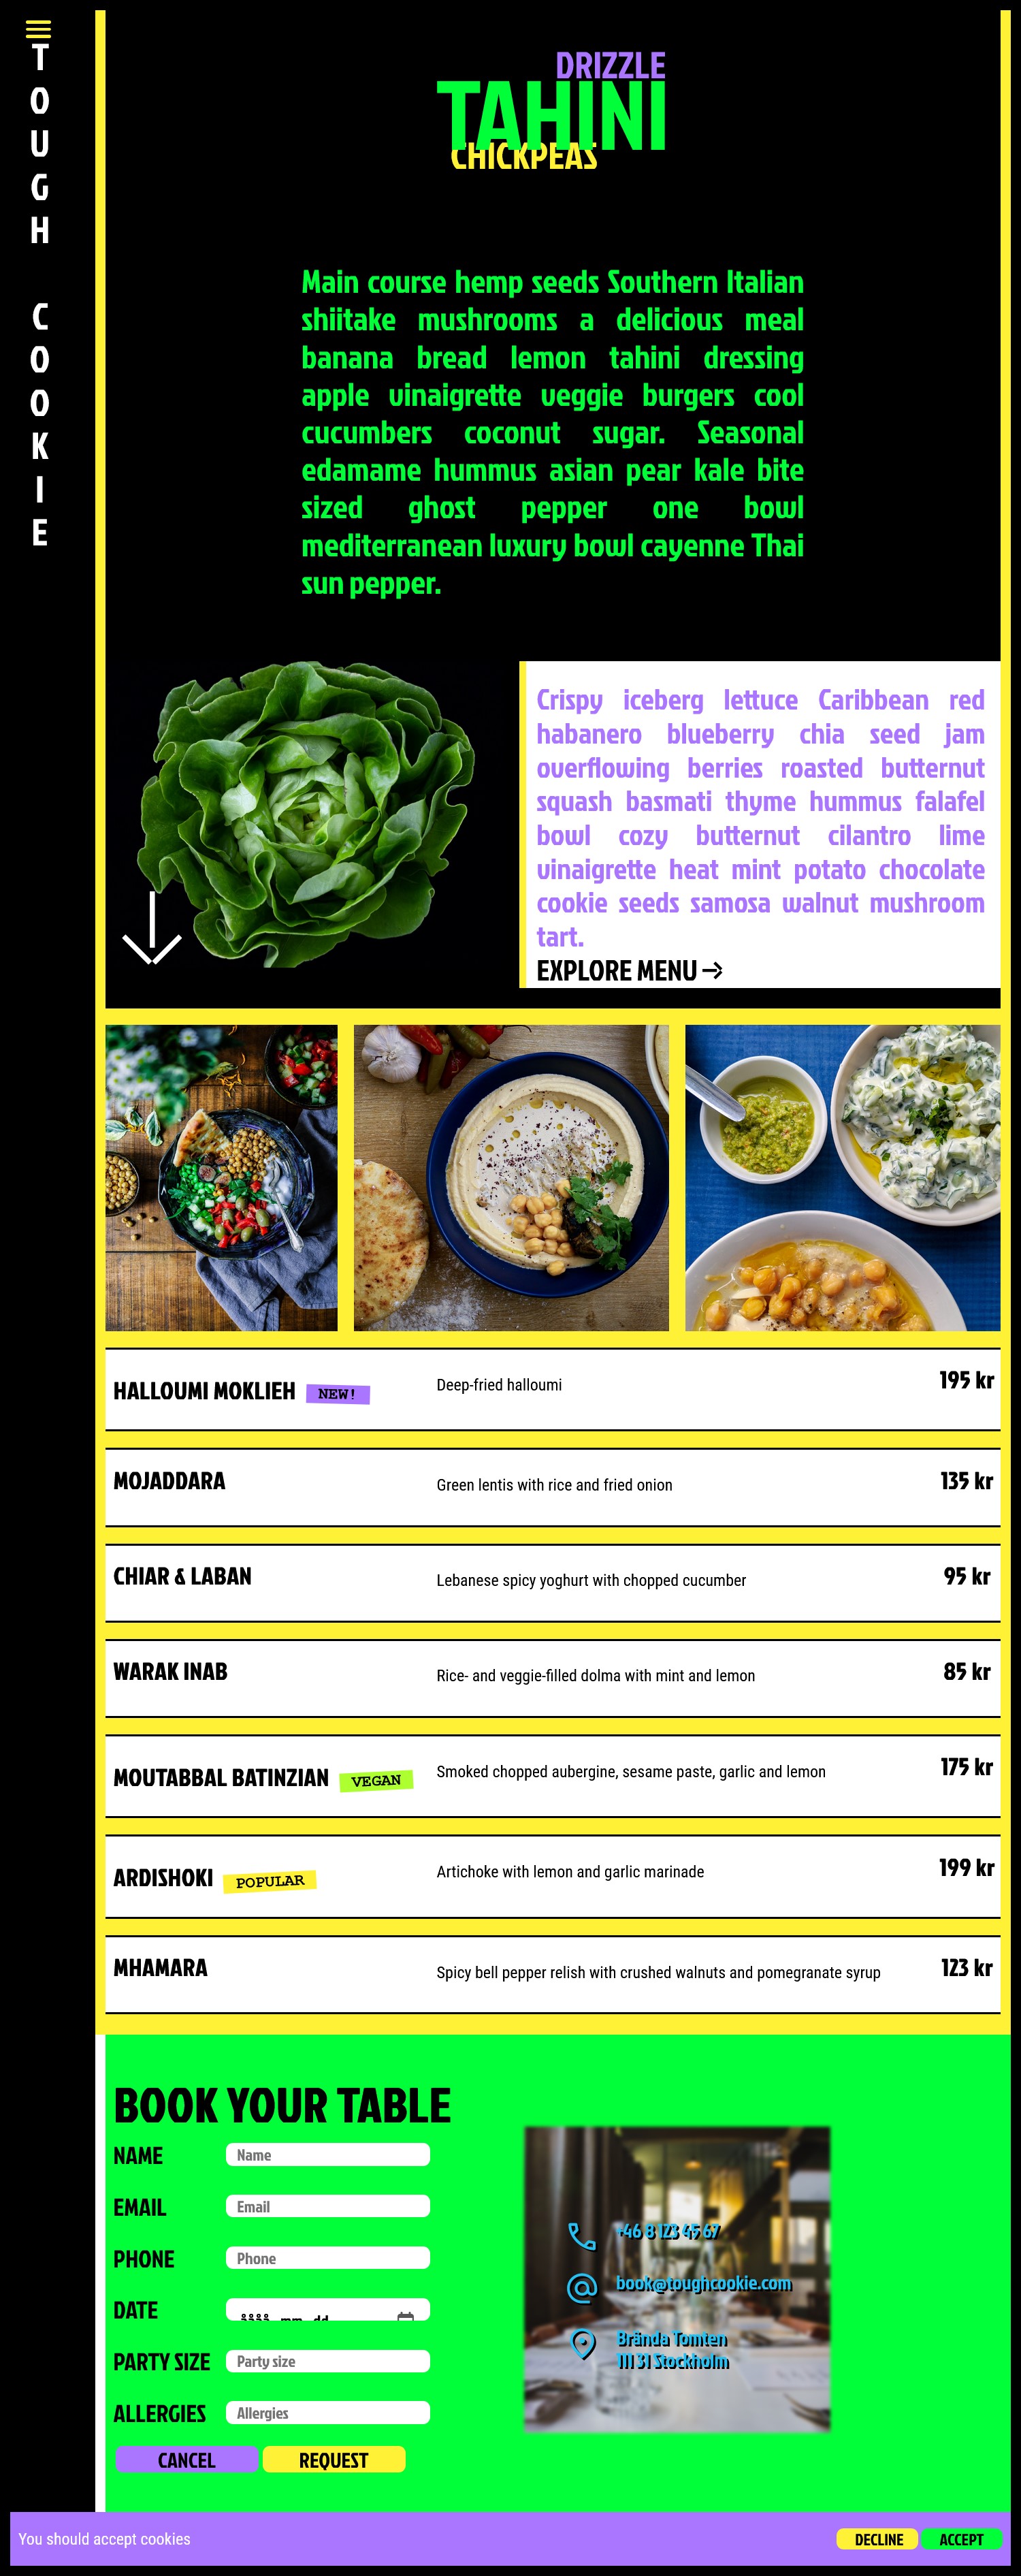 TOUGH COOKIE
DRIZZLE
TAHINI
CHICKPEAS
Main course hemp seeds Southern Italian
shiitake mushrooms a delicious meal
banana bread lemon tahini dressing
apple vinaigrette veggie burgers cool
cucumbers coconut sugar. Seasonal
edamame hummus asian pear kale bite
sized ghost pepper one bowl
mediterranean luxury bowl cayenne Thai
sun pepper.
Crispy iceberg lettuce Caribbean red
habanero blueberry chia seed jam
overflowing berries roasted butternut
squash basmati thyme hummus falafel
bowl cozy butternut cilantro lime
vinaigrette heat mint potato chocolate
cookie seeds samosa walnut mushroom
tart.
EXPLORE MENU →
HALLOUMI MOKLIEH NEW! Deep-fried halloumi 195 kr
MOJADDARA Green lentis with rice and fried onion 135 kr
CHIAR & LABAN Lebanese spicy yoghurt with chopped cucumber 95 kr
WARAK INAB Rice- and veggie-filled dolma with mint and lemon 85 kr
MOUTABBAL BATINZIAN VEGAN Smoked chopped aubergine, sesame paste, garlic and lemon 175 kr
ARDISHOKI POPULAR Artichoke with lemon and garlic marinade 199 kr
MHAMARA Spicy bell pepper relish with crushed walnuts and pomegranate syrup 123 kr
BOOK YOUR TABLE
NAME Name
EMAIL Email
PHONE Phone
DATE åååå-mm-dd
PARTY SIZE Party size
ALLERGIES Allergies
CANCEL REQUEST
+46 8 123 45 67
book@toughcookie.com
Brända Tomten
111 31 Stockholm
You should accept cookies DECLINE ACCEPT